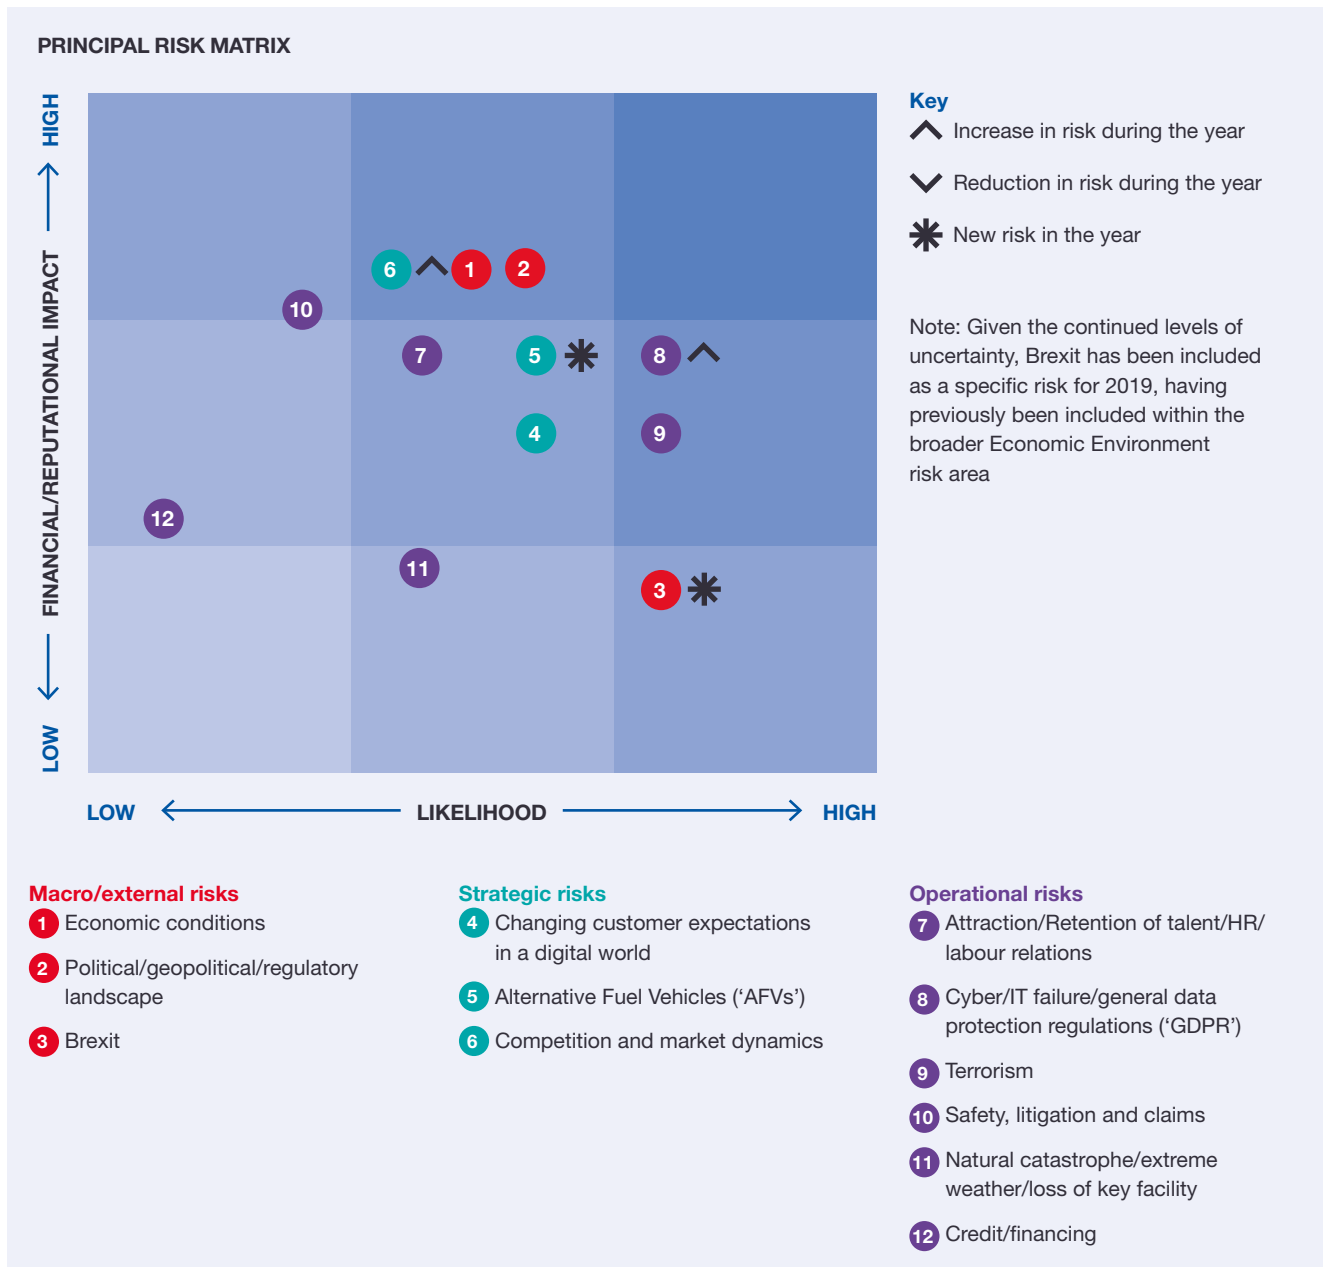 PRINCIPAL RISK MATRIX
HIGH
FINANCIAL/REPUTATIONAL IMPACT
LOW
6
1
2
10
7
5
8
4
9
12
11
3
LOW
LIKELIHOOD
HIGH
Key
Increase in risk during the year
Reduction in risk during the year
New risk in the year
Note: Given the continued levels of
uncertainty, Brexit has been included
as a specific risk for 2019, having
previously been included within the
broader Economic Environment
risk area
Macro/external risks
1 Economic conditions
2 Political/geopolitical/regulatory
landscape
3 Brexit
Strategic risks
4 Changing customer expectations
in a digital world
5 Alternative Fuel Vehicles (‘AFVs’)
6 Competition and market dynamics
Operational risks
7 Attraction/Retention of talent/HR/
labour relations
8 Cyber/IT failure/general data
protection regulations (‘GDPR’)
9 Terrorism
10 Safety, litigation and claims
11 Natural catastrophe/extreme
weather/loss of key facility
12 Credit/financing